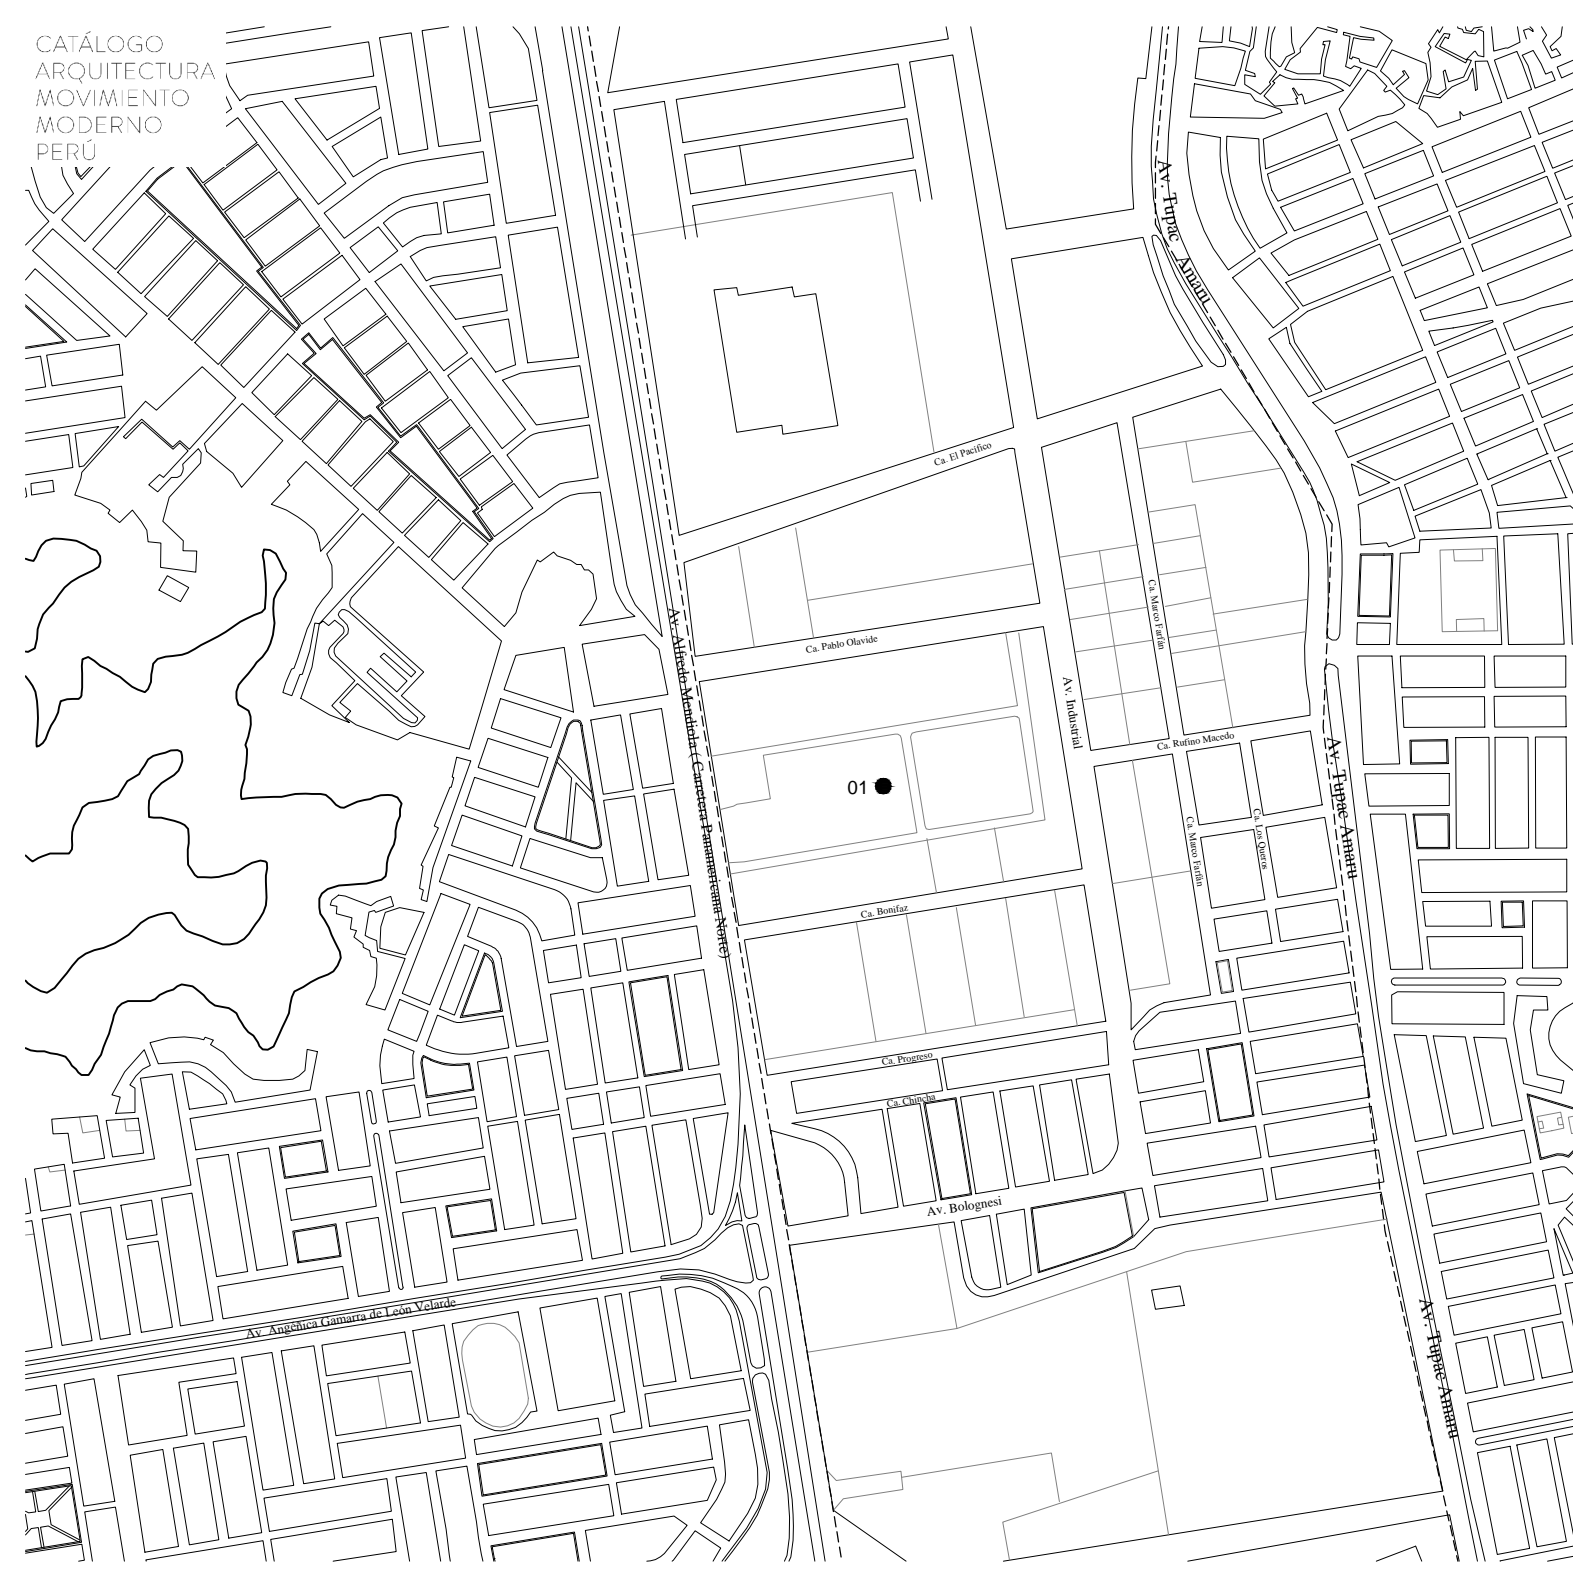 CATÁLOGO
ARQUITECTURA
MOVIMIENTO
MODERNO
PERÚ
Av. Tupac Amaru
Ca. El Pacífico
Ca. Marco Farfán
Av. Alfredo Mendiola ( Carretera Panamericana Norte)
Ca. Pablo Olavide
Av. Industrial
Ca. Rufino Macedo
Av. Tupac Amaru
01
Ca. Marco Farfán
Ca. Los Queros
Ca. Bonifaz
Ca. Progreso
Ca. Chincha
Av. Bolognesi
Av. Angélica Gamarra de León Velarde
Av. Tupac Amaru